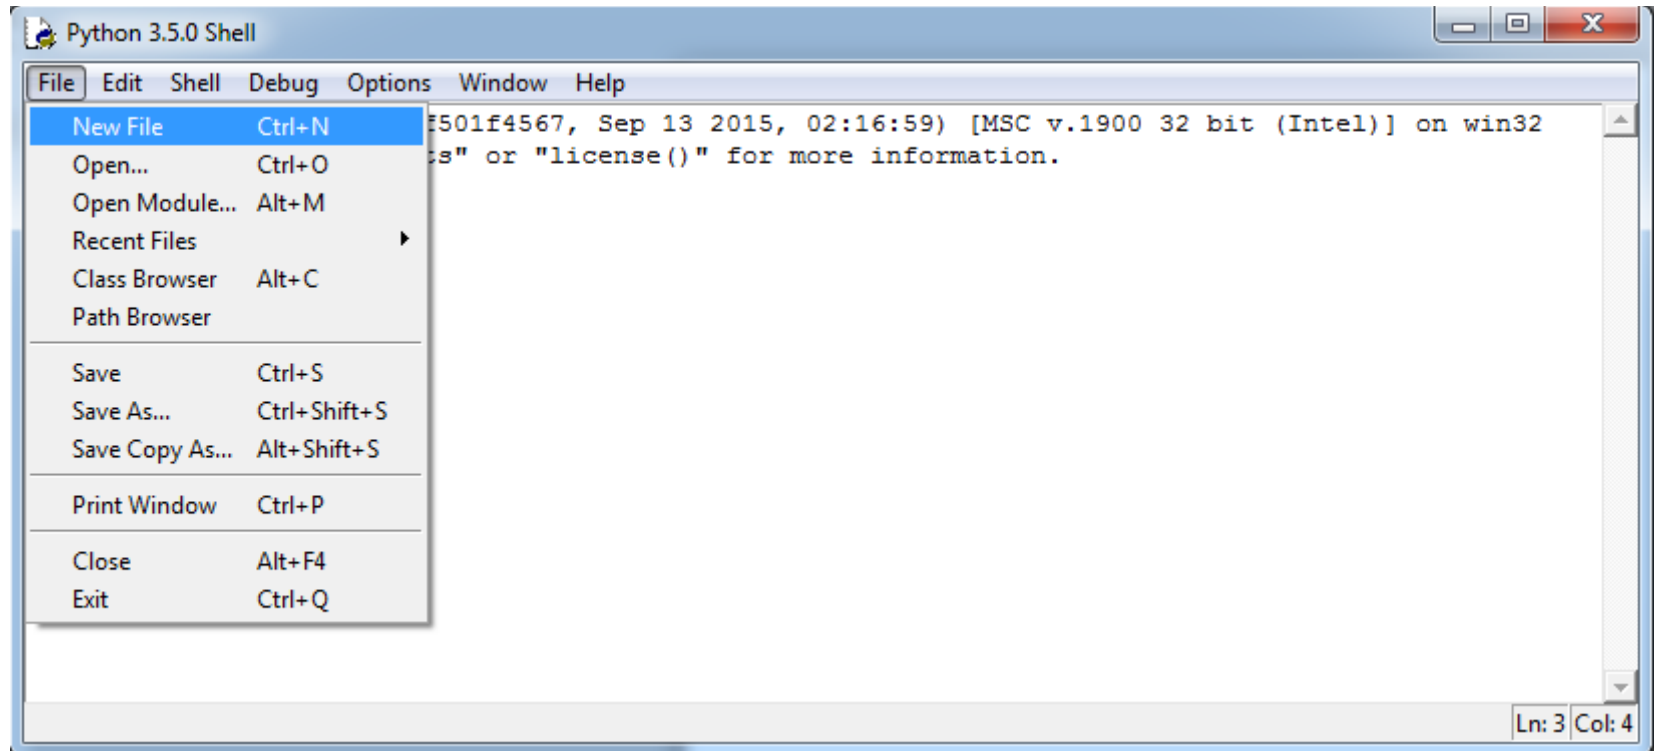 Python 3.5.0 Shell
File Edit Shell Debug Options Window Help
New File Ctrl+N
Open... Ctrl+O
Open Module... Alt+M
Recent Files
Class Browser Alt+C
Path Browser
Save Ctrl+S
Save As... Ctrl+Shift+S
Save Copy As... Alt+Shift+S
Print Window Ctrl+P
Close Alt+F4
Exit Ctrl+Q
f501f4567, Sep 13 2015, 02:16:59) [MSC v.1900 32 bit (Intel)] on win32
s" or "license()" for more information.
Ln: 3 Col: 4